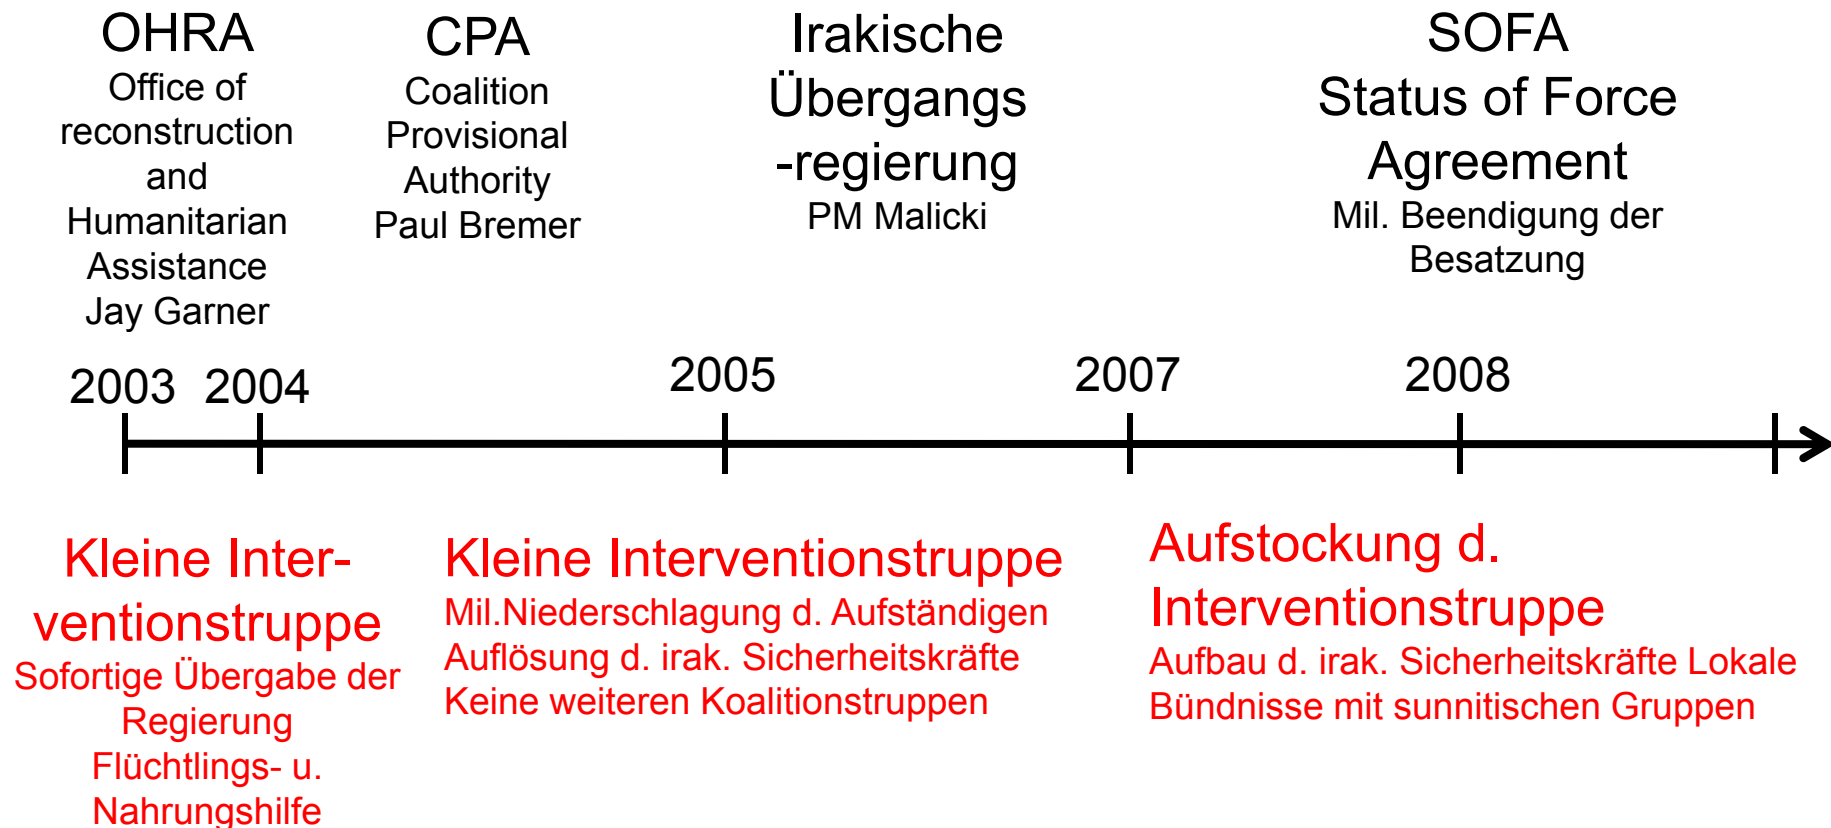 OHRA
Office of
reconstruction
and
Humanitarian
Assistance
Jay Garner
CPA
Coalition
Provisional
Authority
Paul Bremer
Irakische
Übergangs
-regierung
PM Malicki
SOFA
Status of Force
Agreement
Mil. Beendigung der
Besatzung
2003
2004
2005
2007
2008
Kleine Inter-
ventionstruppe
Sofortige Übergabe der
Regierung
Flüchtlings- u.
Nahrungshilfe
Kleine Interventionstruppe
Mil.Niederschlagung d. Aufständigen
Auflösung d. irak. Sicherheitskräfte
Keine weiteren Koalitionstruppen
Aufstockung d.
Interventionstruppe
Aufbau d. irak. Sicherheitskräfte Lokale
Bündnisse mit sunnitischen Gruppen